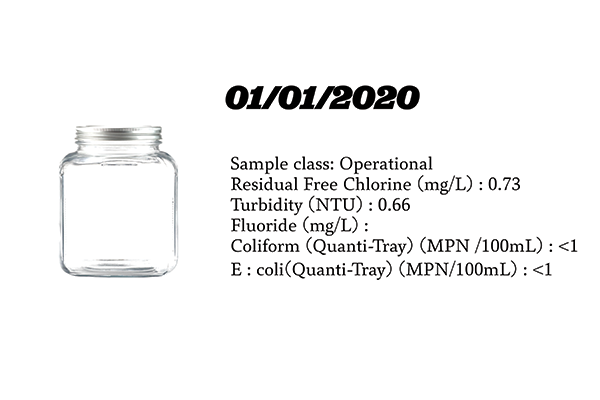 01/01/2020
Sample class: Operational
Residual Free Chlorine (mg/L) : 0.73
Turbidity (NTU) : 0.66
Fluoride (mg/L) :
Coliform (Quanti-Tray) (MPN /100mL) : <1
E : coli(Quanti-Tray) (MPN/100mL) : <1